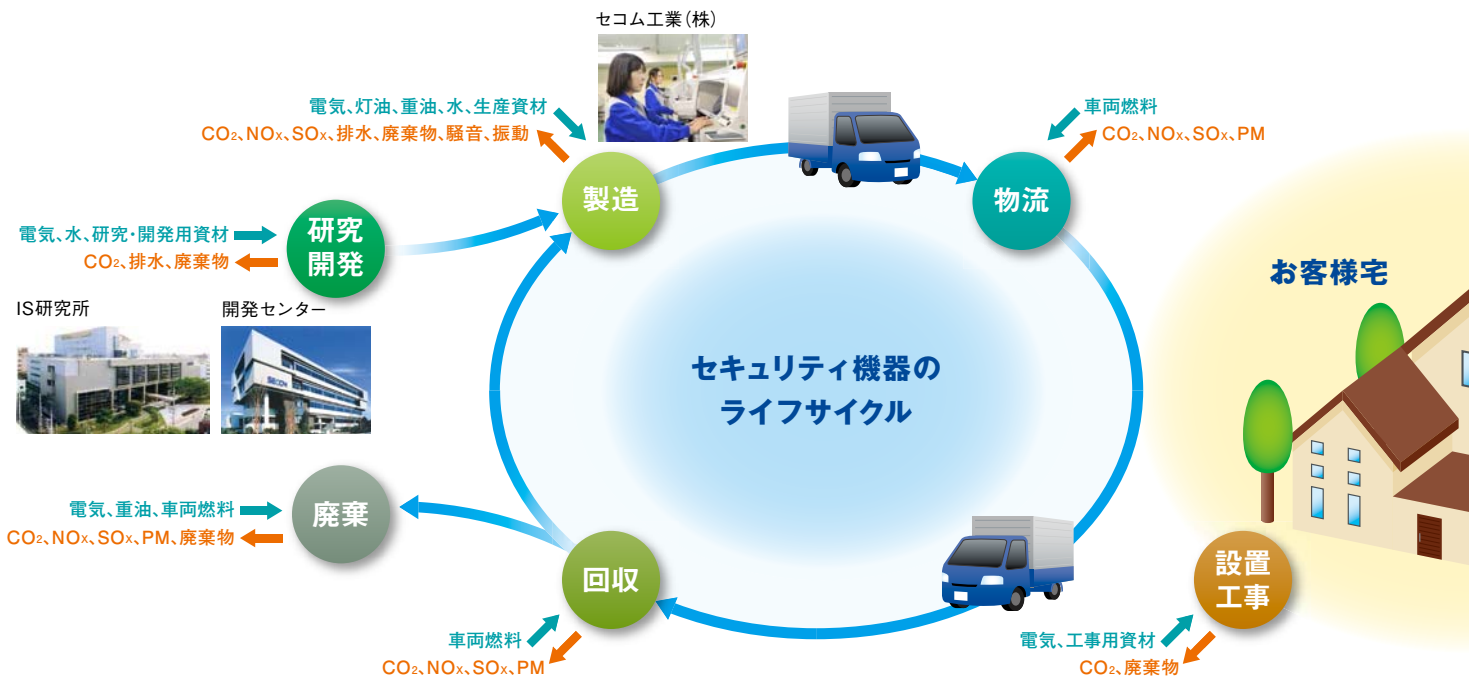 セコム工業(株)
電気、灯油、重油、水、生産資材
CO₂、NOx、SOx、排水、廃棄物、騒音、振動
製造
車両燃料
CO₂、NOx、SOx、PM
物流
電気、水、研究・開発用資材
CO₂、排水、廃棄物
研究
開発
IS研究所
開発センター
SECOM
お客様宅
セキュリティ機器の
ライフサイクル
電気、重油、車両燃料
CO₂、NOx、SOx、PM、廃棄物
廃棄
回収
車両燃料
CO₂、NOx、SOx、PM
設置
工事
電気、工事用資材
CO₂、廃棄物